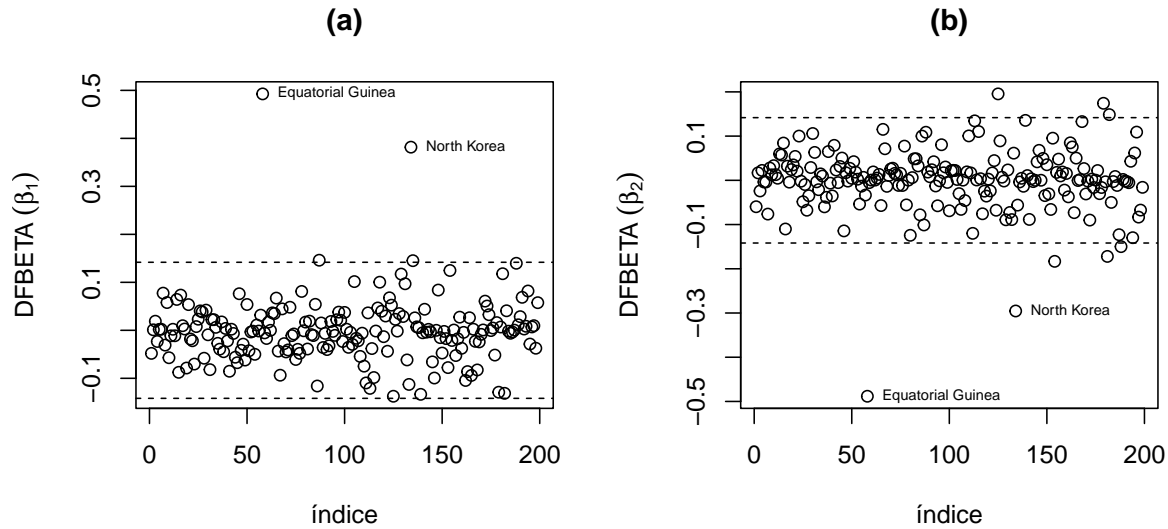 (a)
DFBETA (β1)
0.5
0.3
0.1
−0.1
Equatorial Guinea
North Korea
0 50 100 150 200
índice
(b)
DFBETA (β2)
0.1
−0.1
−0.3
−0.5
North Korea
Equatorial Guinea
0 50 100 150 200
índice